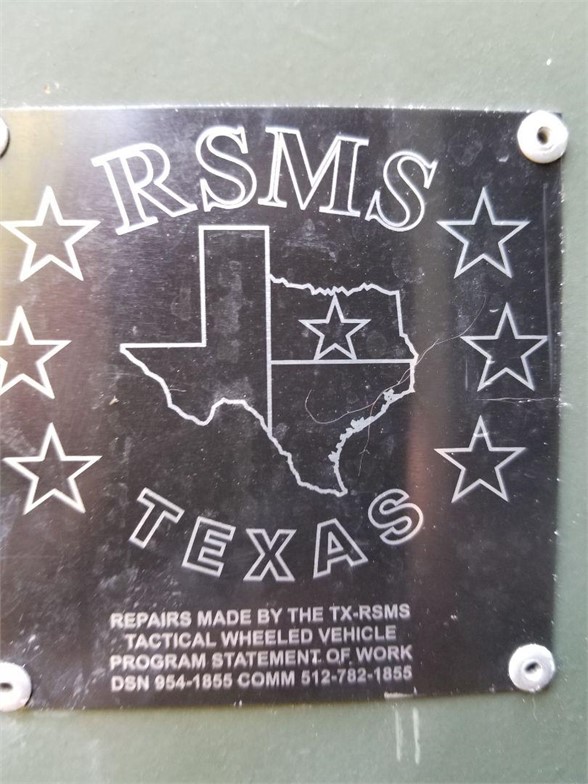 RSMS
TEXAS
REPAIRS MADE BY THE TX-RSMS
TACTICAL WHEELED VEHICLE
PROGRAM STATEMENT OF WORK
DSN 954-1855 COMM 512-782-1855